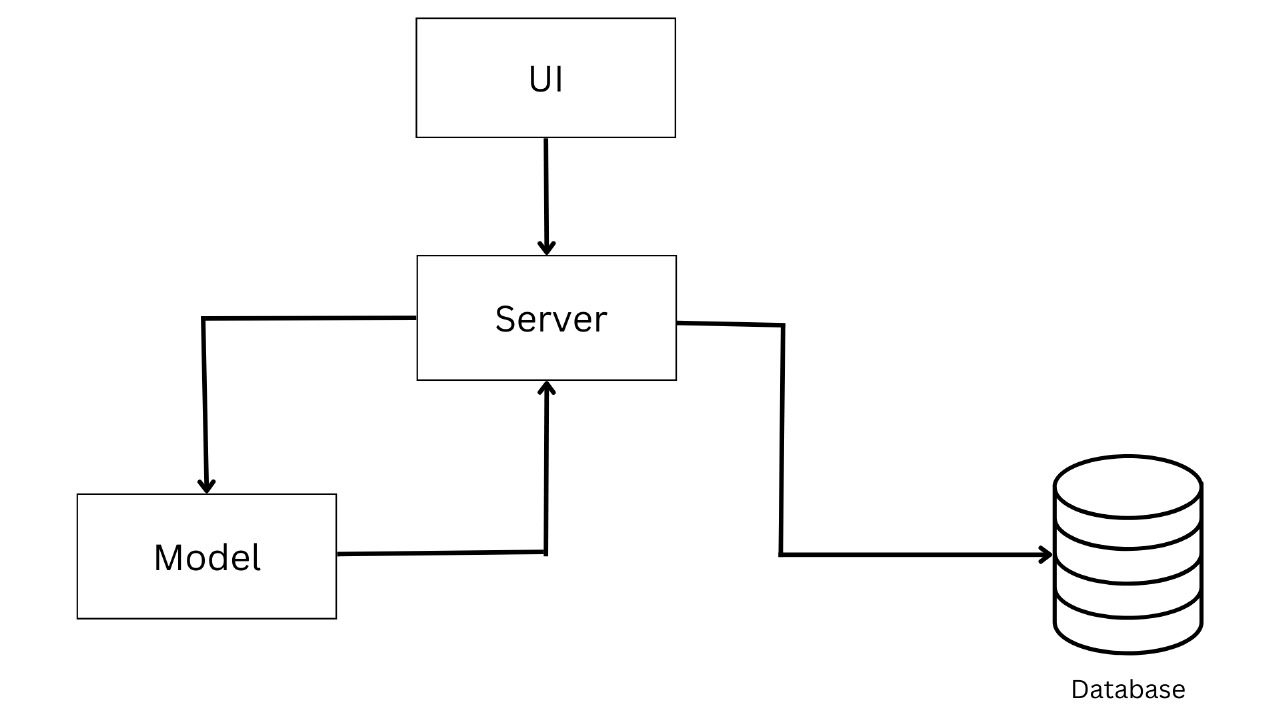 UI
Server
Model
Database